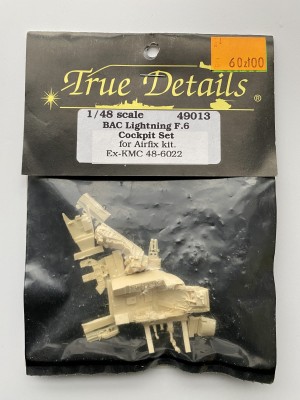 60.100
True Details ®
1/48 scale 49013
BAC Lightning F.6
Cockpit Set
for Airfix kit.
Ex-KMC 48-6022